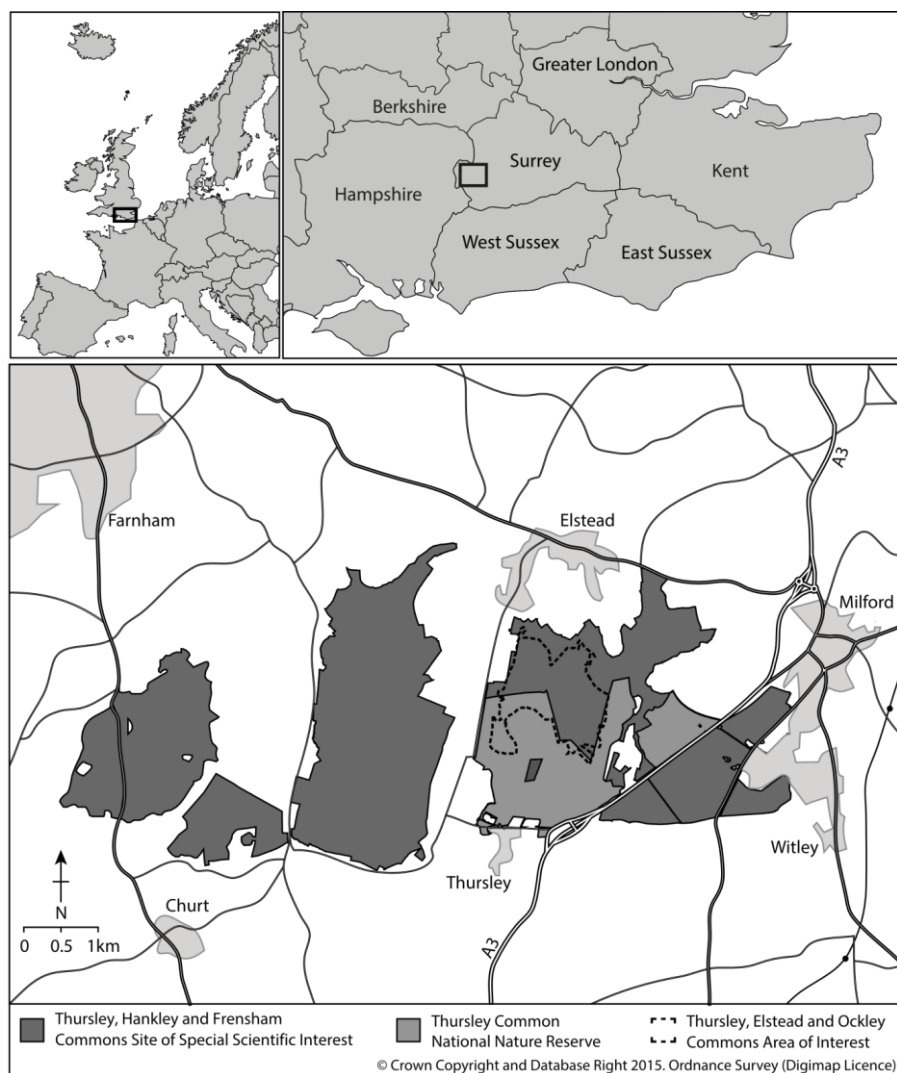 Greater London
Berkshire
Surrey
Kent
Hampshire
West Sussex
East Sussex
A3
Farnham
Elstead
Milford
Witley
Thursley
N
Churt
0 0.5 1km
A3
Thursley, Hankley and Frensham
Commons Site of Special Scientific Interest
Thursley Common
National Nature Reserve
Thursley, Elstead and Ockley
Commons Area of Interest
© Crown Copyright and Database Right 2015. Ordnance Survey (Digimap Licence)